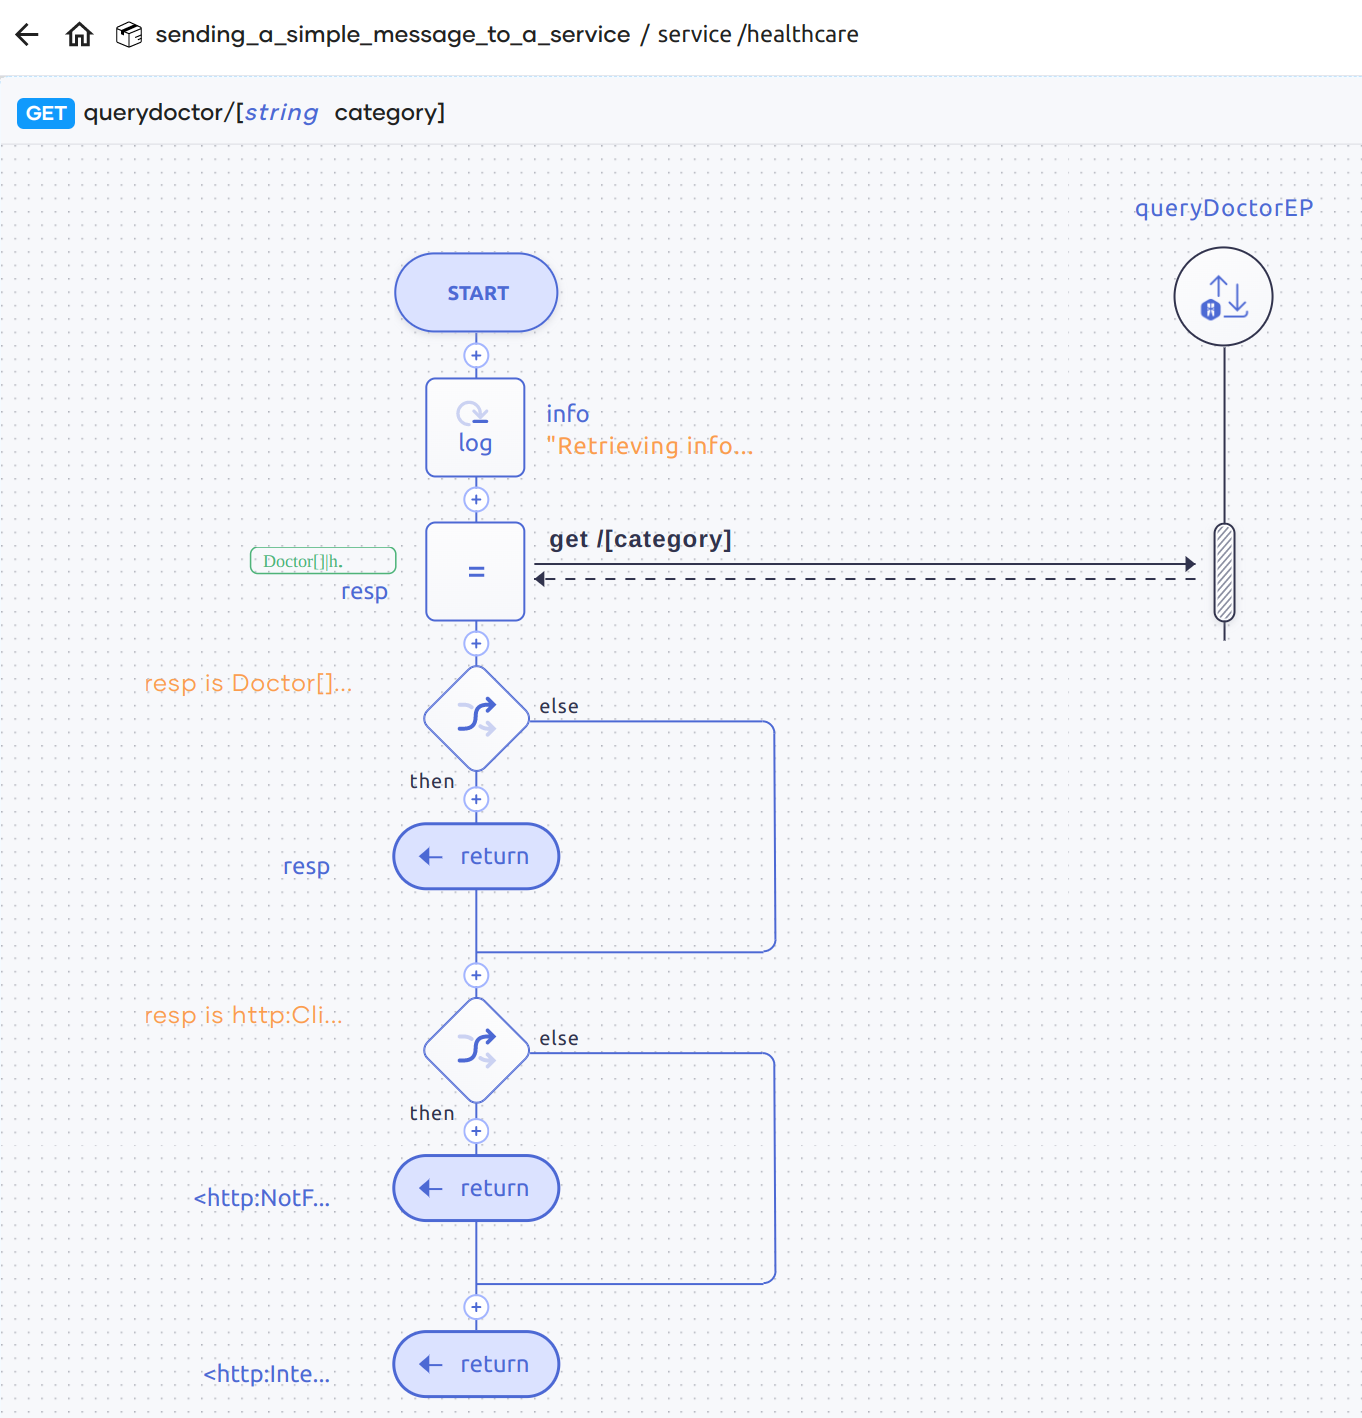 sending_a_simple_message_to_a_service / service /healthcare
GET querydoctor/[string category]
queryDoctorEP
START
log
info
"Retrieving info...
Doctor[]|h.
resp
=
get /[category]
resp is Doctor[]...
else
then
resp
return
resp is http:Cli...
else
then
<http:NotF...
return
<http:Inte...
return